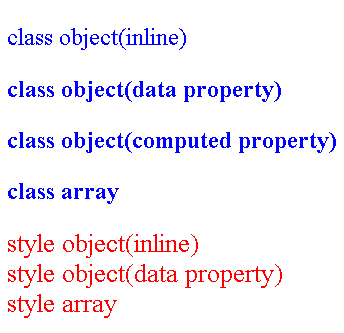 class object(inline)
class object(data property)
class object(computed property)
class array
style object(inline)
style object(data property)
style array